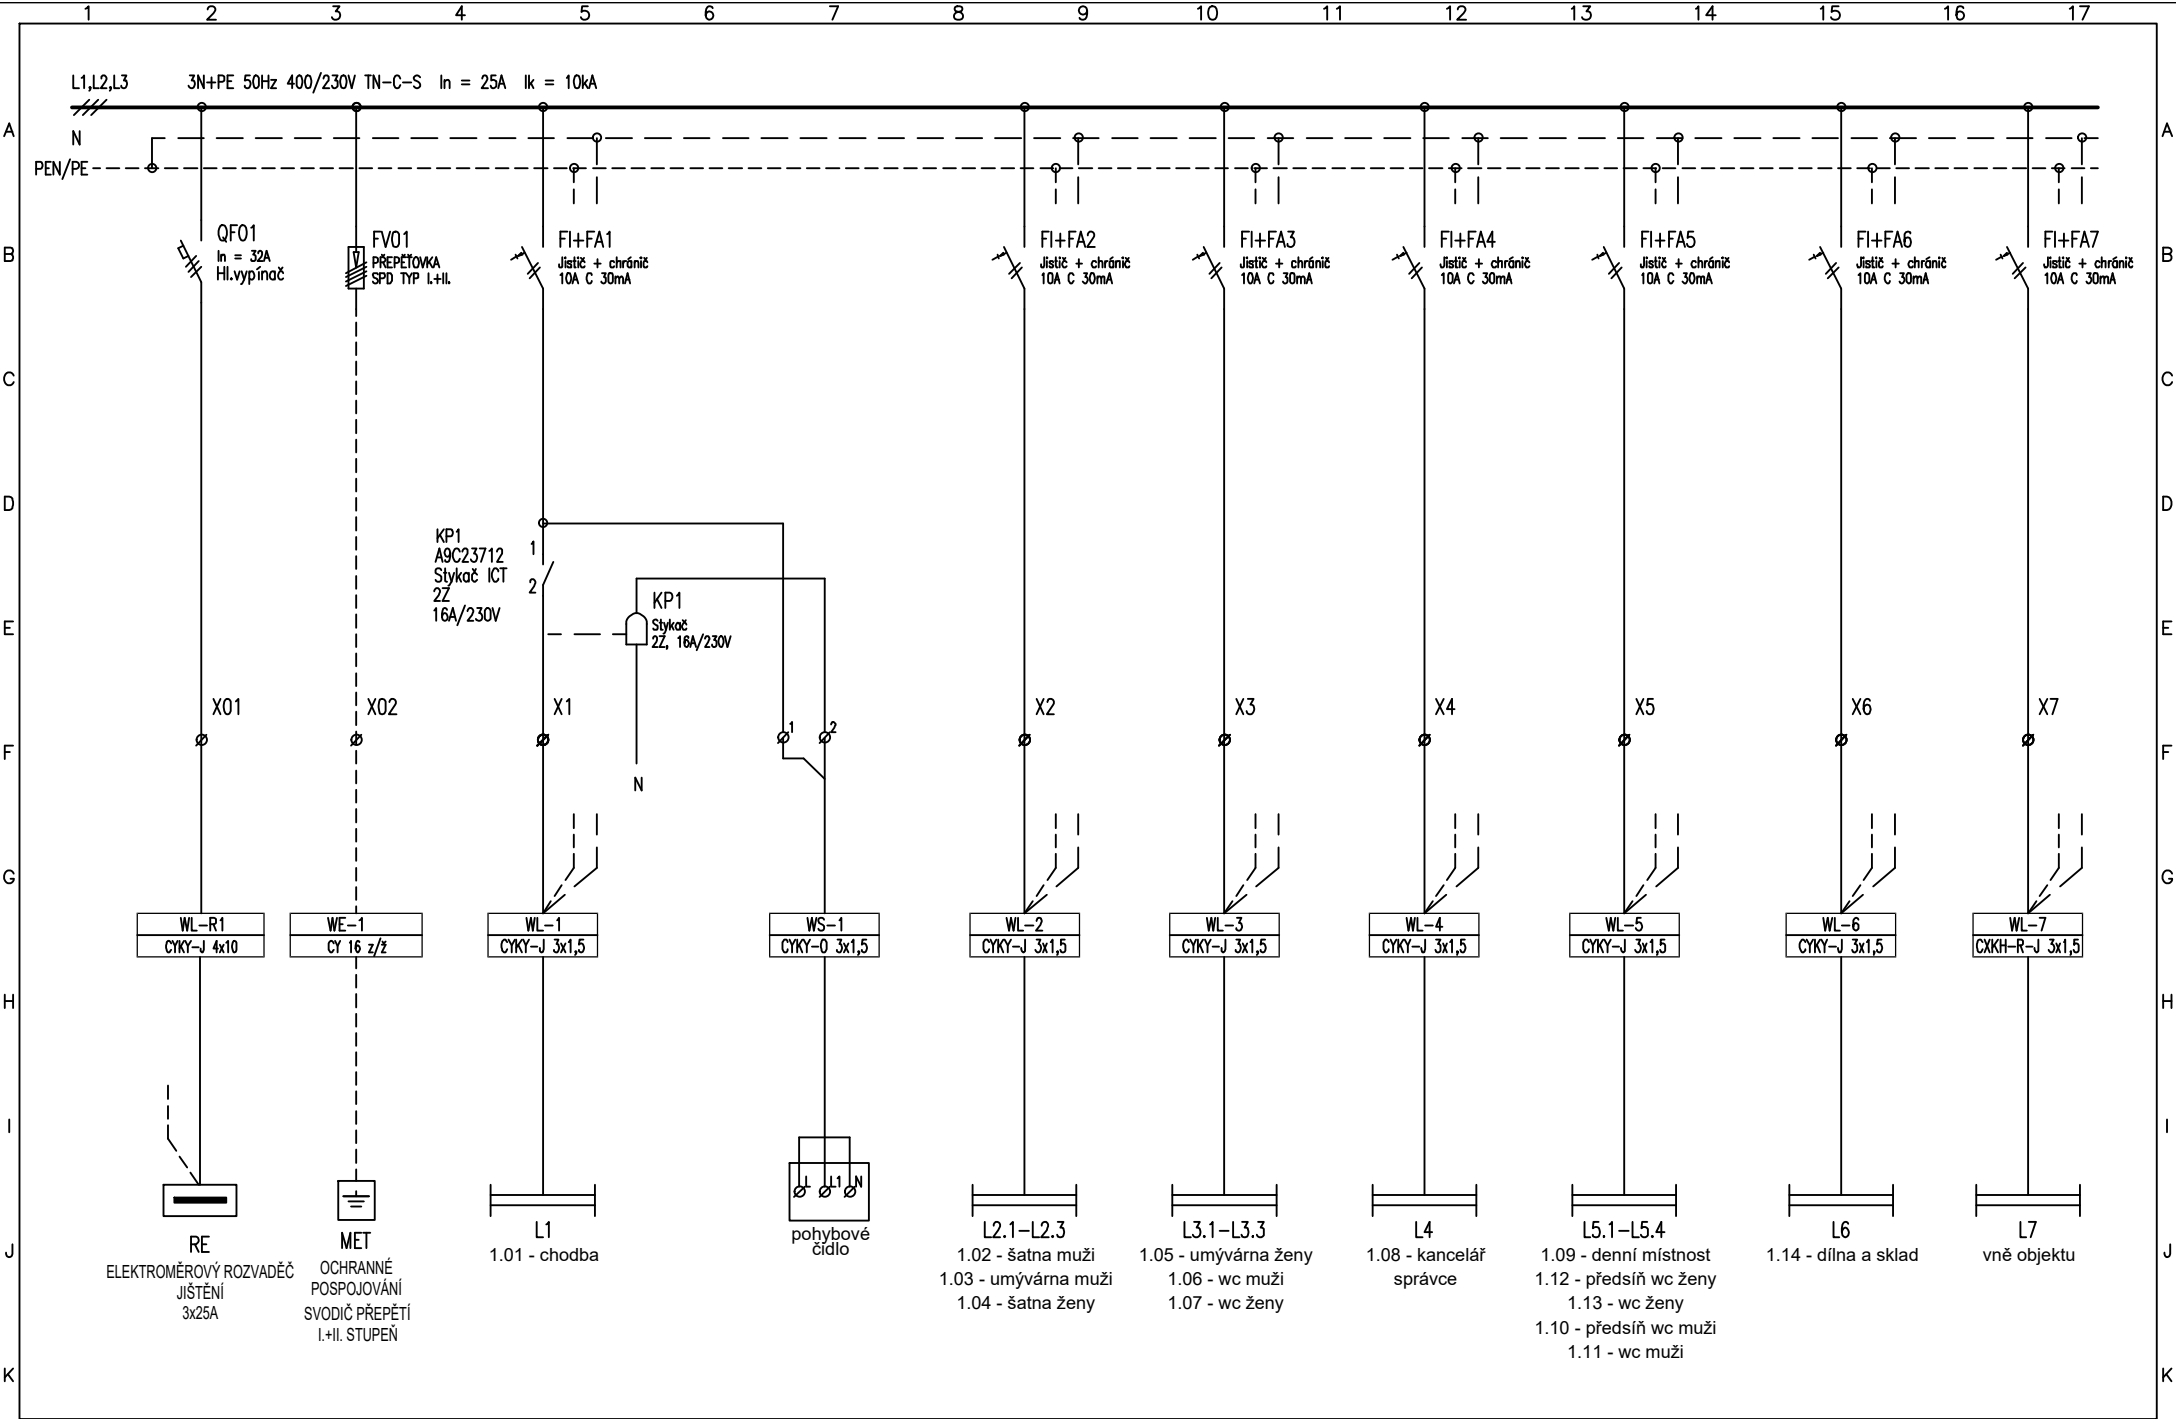 1 2 3 4 5 6 7 8 9 10 11 12 13 14 15 16 17
L1,L2,L3 3N+PE 50Hz 400/230V TN-C-S In = 25A Ik = 10kA
A N A
PEN/PE
B B
QF01
In = 32A
Hl.vypínač
FV01
PŘEPĚŤOVKA
SPD TYP I.+II.
FI+FA1
Jistič + chránič
10A C 30mA
FI+FA2
Jistič + chránič
10A C 30mA
FI+FA3
Jistič + chránič
10A C 30mA
FI+FA4
Jistič + chránič
10A C 30mA
FI+FA5
Jistič + chránič
10A C 30mA
FI+FA6
Jistič + chránič
10A C 30mA
FI+FA7
Jistič + chránič
10A C 30mA
C C
D D
KP1
A9C23712
Stykač ICT
2Z
16A/230V
1
2
KP1
Stykač
2Z, 16A/230V
E E
X01 X02 X1 X2 X3 X4 X5 X6 X7
1 2
F F
N
G G
WL-R1
CYKY-J 4x10
WE-1
CY 16 z/ž
WL-1
CYKY-J 3x1,5
WS-1
CYKY-O 3x1,5
WL-2
CYKY-J 3x1,5
WL-3
CYKY-J 3x1,5
WL-4
CYKY-J 3x1,5
WL-5
CYKY-J 3x1,5
WL-6
CYKY-J 3x1,5
WL-7
CXKH-R-J 3x1,5
H H
I I
L L1 N
J J
RE
ELEKTROMĚROVÝ ROZVADĚČ
JIŠTĚNÍ
3x25A
MET
OCHRANNÉ
POSPOJOVÁNÍ
SVODIČ PŘEPĚTÍ
I.+II. STUPEŇ
L1
1.01 - chodba
pohybové
čidlo
L2.1-L2.3
1.02 - šatna muži
1.03 - umývárna muži
1.04 - šatna ženy
L3.1-L3.3
1.05 - umývárna ženy
1.06 - wc muži
1.07 - wc ženy
L4
1.08 - kancelář
správce
L5.1-L5.4
1.09 - denní místnost
1.12 - předsíň wc ženy
1.13 - wc ženy
1.10 - předsíň wc muži
1.11 - wc muži
L6
1.14 - dílna a sklad
L7
vně objektu
K K